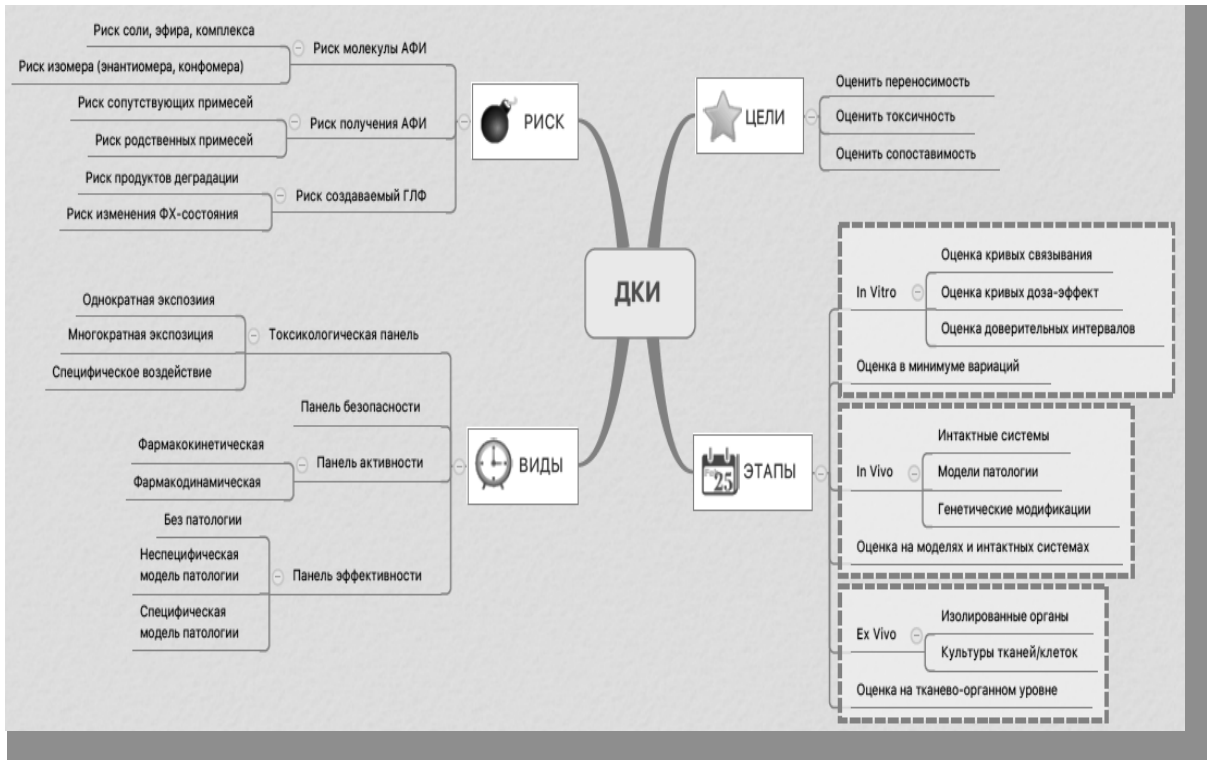 Риск соли, эфира, комплекса
Риск изомера (энантиомера, конфомера)
Риск молекулы АФИ
Риск сопутствующих примесей
Риск родственных примесей
Риск получения АФИ
Риск продуктов деградации
Риск изменения ФХ-состояния
Риск создаваемый ГЛФ
РИСК
ЦЕЛИ
Оценить переносимость
Оценить токсичность
Оценить сопоставимость
ДКИ
Однократная экспозиия
Многократная экспозиция
Специфическое воздействие
Токсикологическая панель
Панель безопасности
Фармакокинетическая
Фармакодинамическая
Панель активности
Без патологии
Неспецифическая
модель патологии
Специфическая
модель патологии
Панель эффективности
ВИДЫ
25
ЭТАПЫ
In Vitro
Оценка кривых связывания
Оценка кривых доза-эффект
Оценка доверительных интервалов
Оценка в минимуме вариаций
In Vivo
Интактные системы
Модели патологии
Генетические модификации
Оценка на моделях и интактных системах
Ex Vivo
Изолированные органы
Культуры тканей/клеток
Оценка на тканево-органном уровне